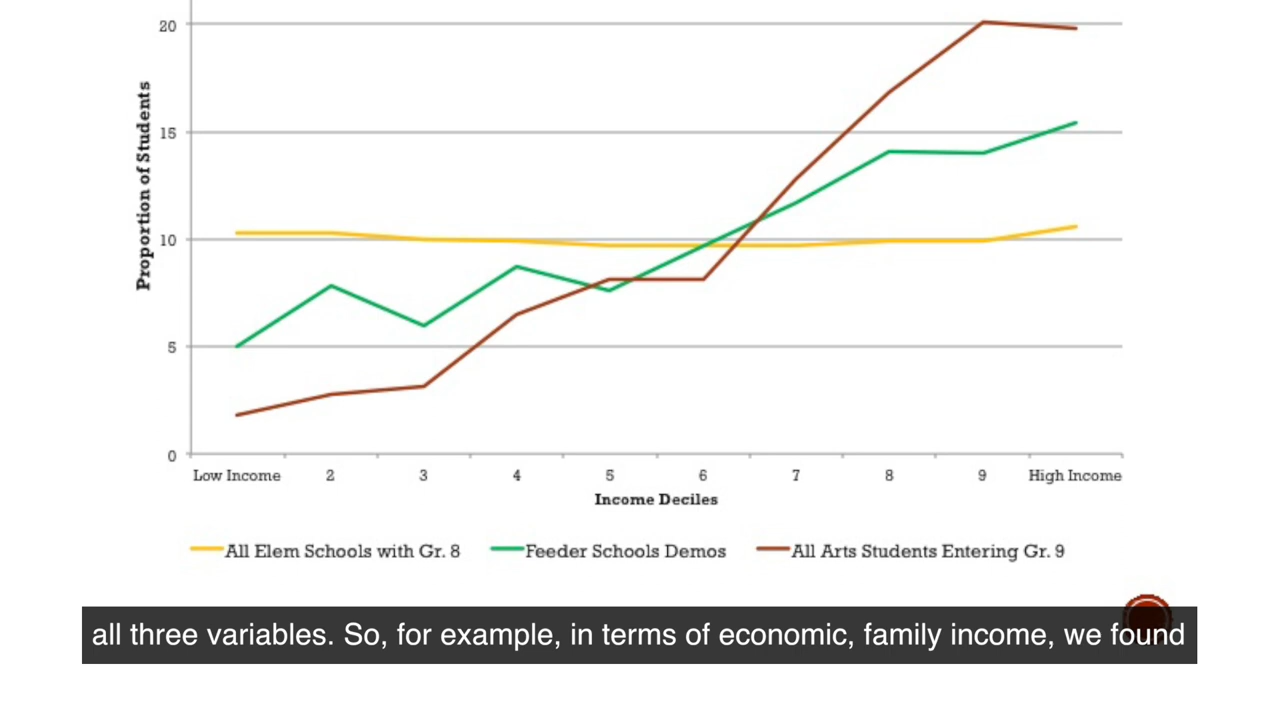 20
15
10
5
0
Proportion of Students
Low Income 2 3 4 5 6 7 8 9 High Income
Income Deciles
All Elem Schools with Gr. 8 Feeder Schools Demos All Arts Students Entering Gr. 9
all three variables. So, for example, in terms of economic, family income, we found